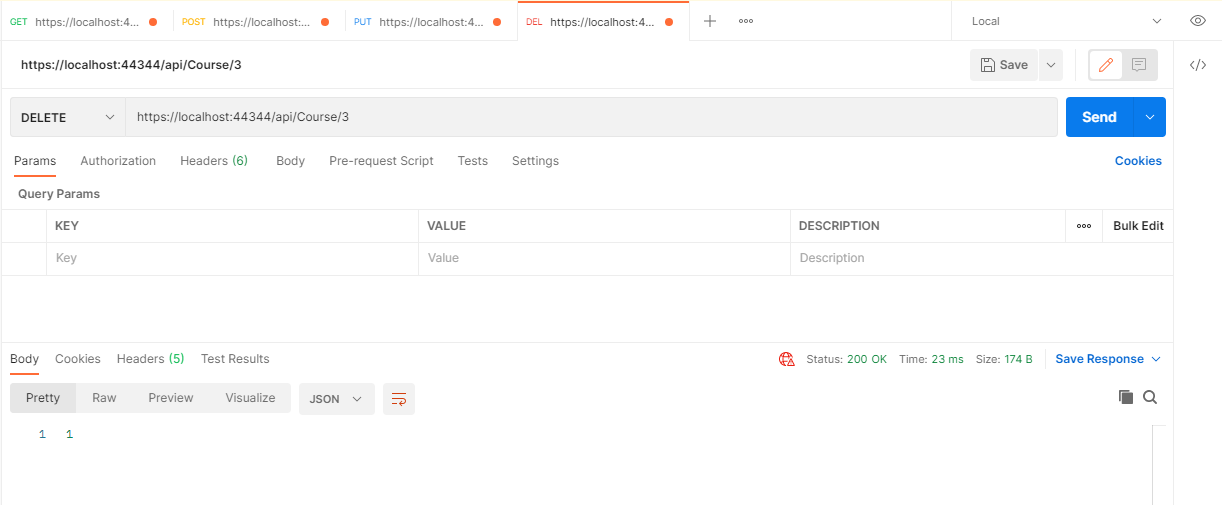 GET https://localhost:4... POST https://localhost:... PUT https://localhost:4... DEL https://localhost:4... Local
https://localhost:44344/api/Course/3 Save
DELETE https://localhost:44344/api/Course/3 Send
Params Authorization Headers (6) Body Pre-request Script Tests Settings Cookies
Query Params
KEY VALUE DESCRIPTION Bulk Edit
Key Value Description
Body Cookies Headers (5) Test Results Status: 200 OK Time: 23 ms Size: 174 B Save Response
Pretty Raw Preview Visualize JSON
1 1